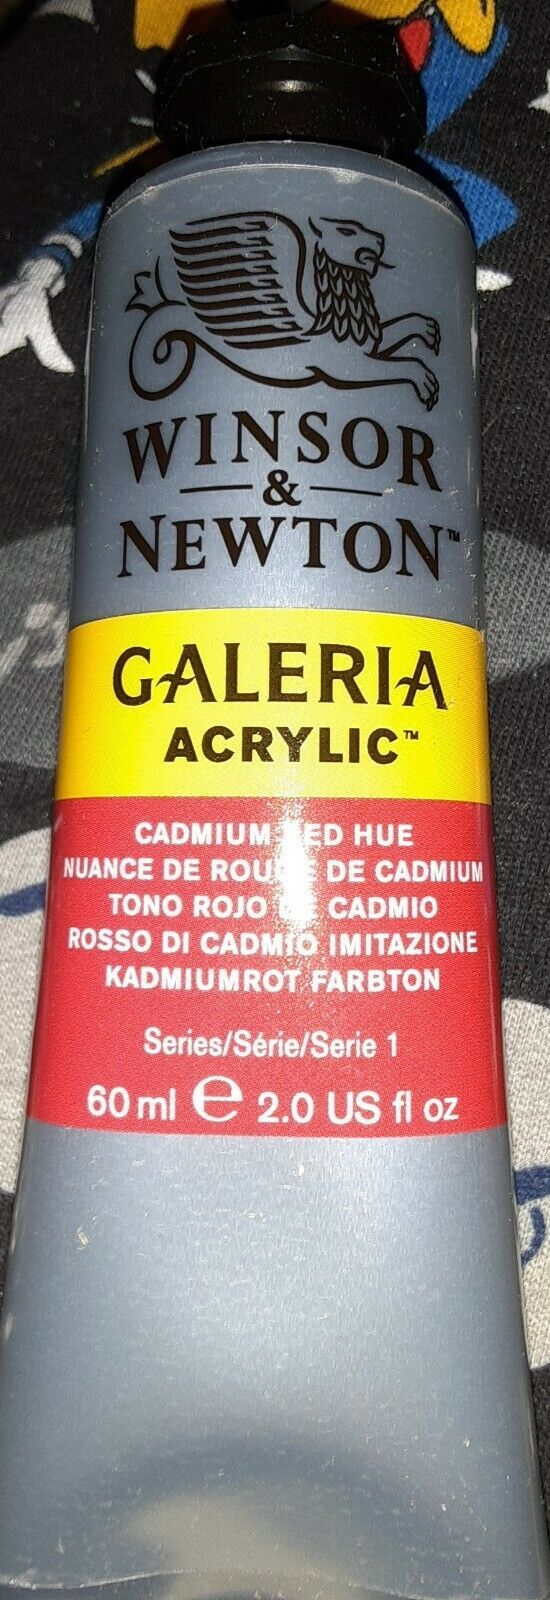 WINSOR
&
NEWTON™
GALERIA
ACRYLIC™
CADMIUM RED HUE
NUANCE DE ROUGE DE CADMIUM
TONO ROJO DE CADMIO
ROSSO DI CADMIO IMITAZIONE
KADMIUMROT FARBTON
Series/Série/Serie 1
60 ml ℮ 2.0 US fl oz